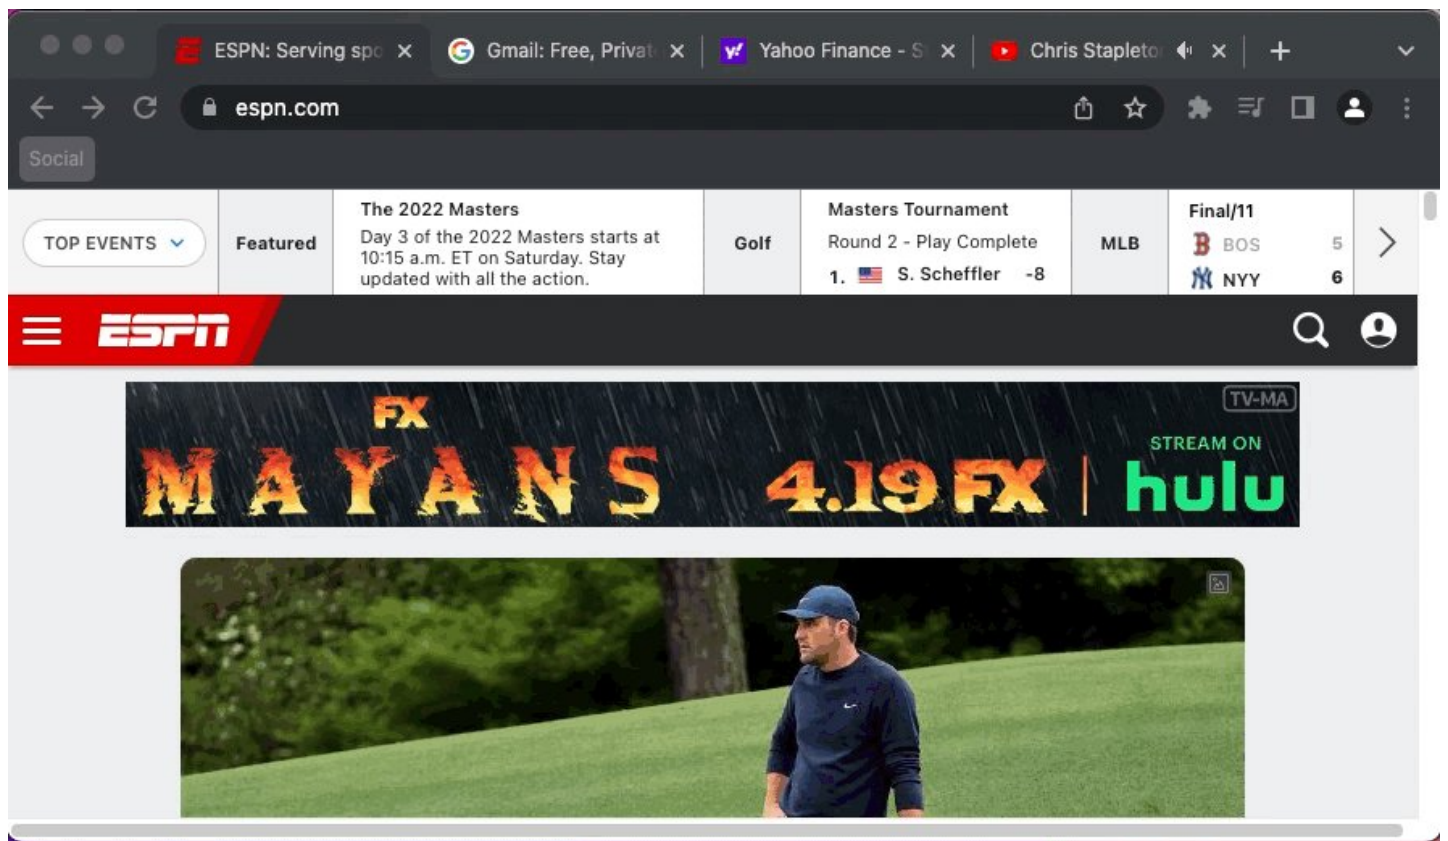 ESPN: Serving spo
Gmail: Free, Privat
Yahoo Finance - S
Chris Stapleto
espn.com
Social
TOP EVENTS
Featured
The 2022 Masters
Day 3 of the 2022 Masters starts at
10:15 a.m. ET on Saturday. Stay
updated with all the action.
Golf
Masters Tournament
Round 2 - Play Complete
1. S. Scheffler -8
MLB
Final/11
BOS 5
NYY 6
ESPN
FX
MAYANS
4.19 FX
TV-MA
STREAM ON
hulu